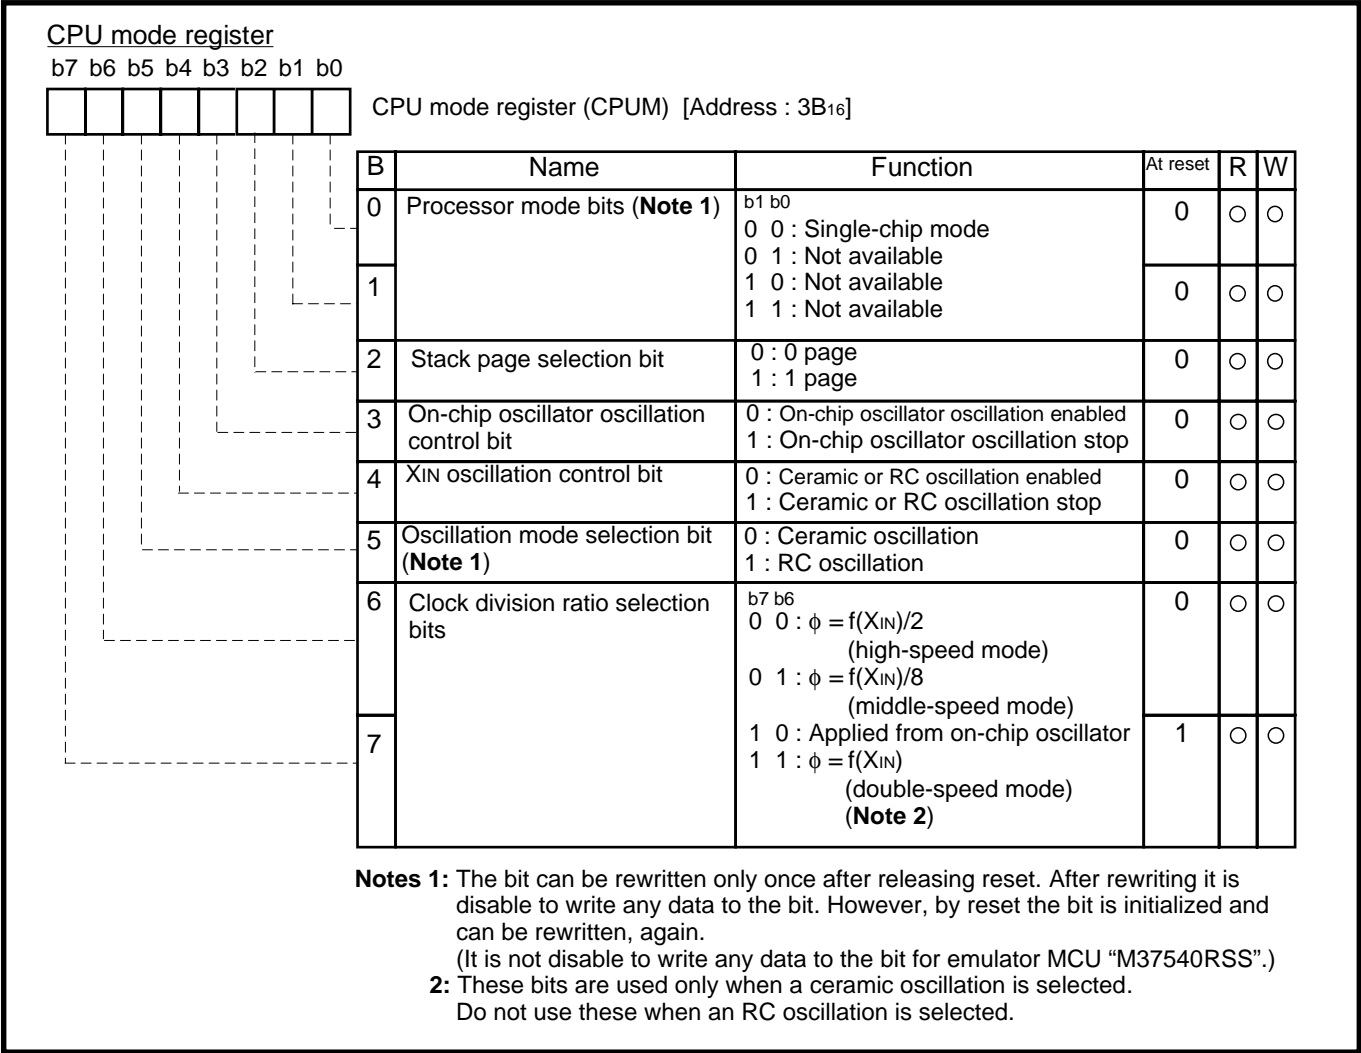 CPU mode register
b7 b6 b5 b4 b3 b2 b1 b0
CPU mode register (CPUM) [Address : 3B16]
B Name Function At reset R W
0 Processor mode bits (Note 1) b1 b0 0 ○ ○
0 0 : Single-chip mode
0 1 : Not available
1 1 0 : Not available 0 ○ ○
1 1 : Not available
2 Stack page selection bit 0 : 0 page 0 ○ ○
1 : 1 page
3 On-chip oscillator oscillation 0 : On-chip oscillator oscillation enabled 0 ○ ○
control bit 1 : On-chip oscillator oscillation stop
4 XIN oscillation control bit 0 : Ceramic or RC oscillation enabled 0 ○ ○
1 : Ceramic or RC oscillation stop
5 Oscillation mode selection bit 0 : Ceramic oscillation 0 ○ ○
(Note 1) 1 : RC oscillation
6 Clock division ratio selection b7 b6 0 ○ ○
bits 0 0 : ϕ = f(XIN)/2
(high-speed mode)
0 1 : ϕ = f(XIN)/8
(middle-speed mode)
7 1 0 : Applied from on-chip oscillator 1 ○ ○
1 1 : ϕ = f(XIN)
(double-speed mode)
(Note 2)
Notes 1: The bit can be rewritten only once after releasing reset. After rewriting it is
disable to write any data to the bit. However, by reset the bit is initialized and
can be rewritten, again.
(It is not disable to write any data to the bit for emulator MCU “M37540RSS”.)
2: These bits are used only when a ceramic oscillation is selected.
Do not use these when an RC oscillation is selected.